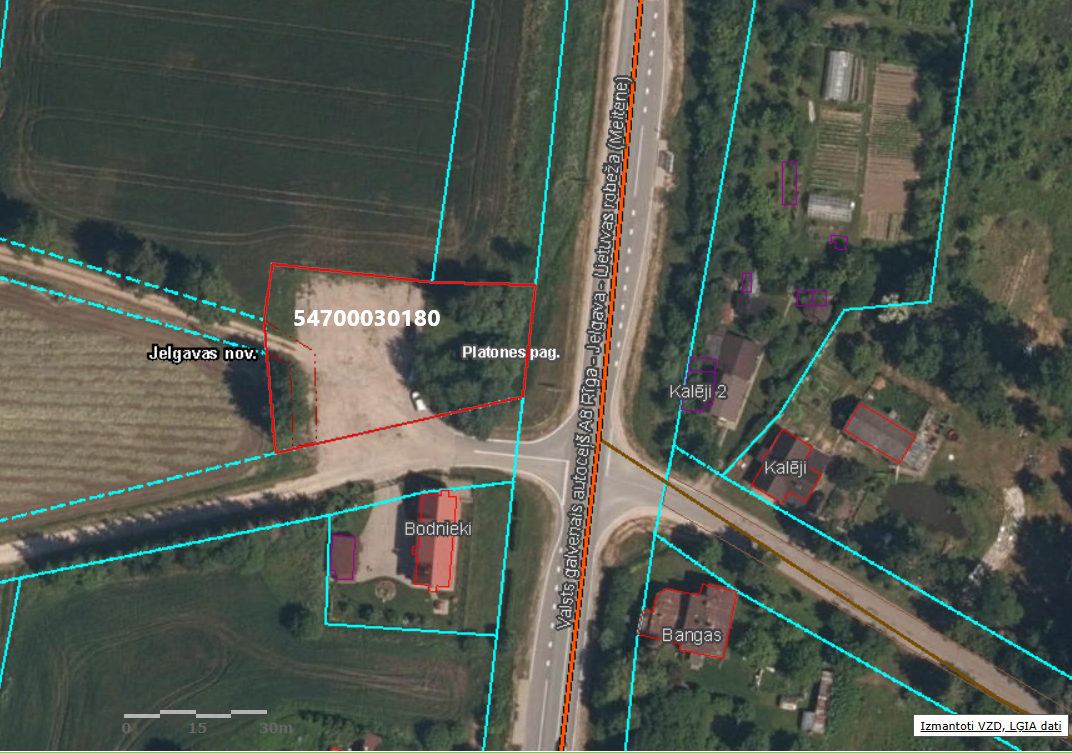 Valsts galvenais autoceļš A8 Rīga - Jelgava - Lietuvas robeža (Meitene)
54700030180
Jelgavas nov.
Platones pag.
Kalēji 2
Kalēji
Bodnieki
Bangas
0 15 30m
Izmantoti VZD, LĢIA dati